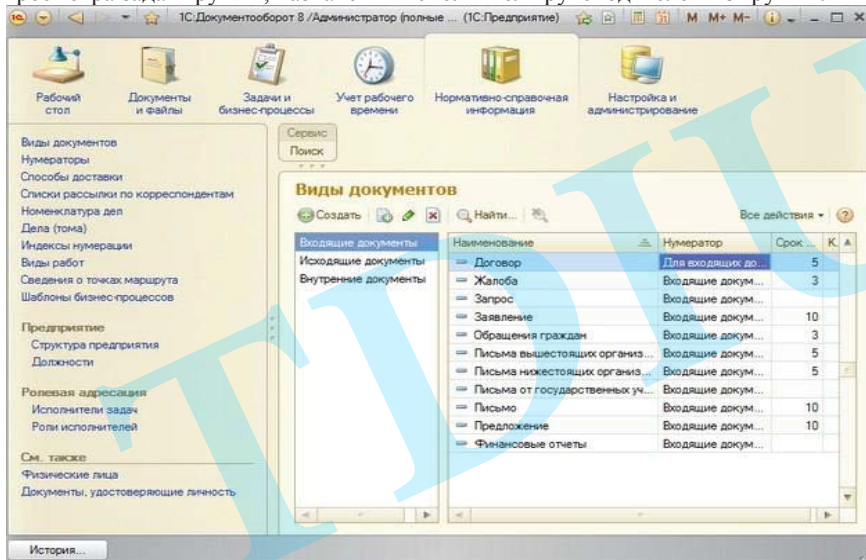 1С:Документооборот 8 /Администратор (полные ... (1С:Предприятие)
M M+ M-
Рабочий стол
Документы и файлы
Задачи и бизнес-процессы
Учет рабочего времени
Нормативно-справочная информация
Настройка и администрирование
Виды документов
Нумераторы
Способы доставки
Списки рассылки по корреспондентам
Номенклатура дел
Дела (тома)
Индексы нумерации
Виды работ
Сведения о точках маршрута
Шаблоны бизнес-процессов
Предприятие
Структура предприятия
Должности
Ролевая адресация
Исполнители задач
Роли исполнителей
См. также
Физические лица
Документы, удостоверяющие личность
Сервис
Поиск
Виды документов
Создать Найти... Все действия
Входящие документы
Исходящие документы
Внутренние документы
Наименование Нумератор Срок ... К
Договор Для входящих до... 5
Жалоба Входящие докум... 3
Запрос Входящие докум...
Заявление Входящие докум... 10
Обращения граждан Входящие докум... 3
Письма вышестоящих организ... Входящие докум... 5
Письма нижестоящих организ... Входящие докум... 5
Письма от государственных уч... Входящие докум...
Письмо Входящие докум... 10
Предложение Входящие докум... 10
Финансовые отчеты Входящие докум...
История...
TDIU